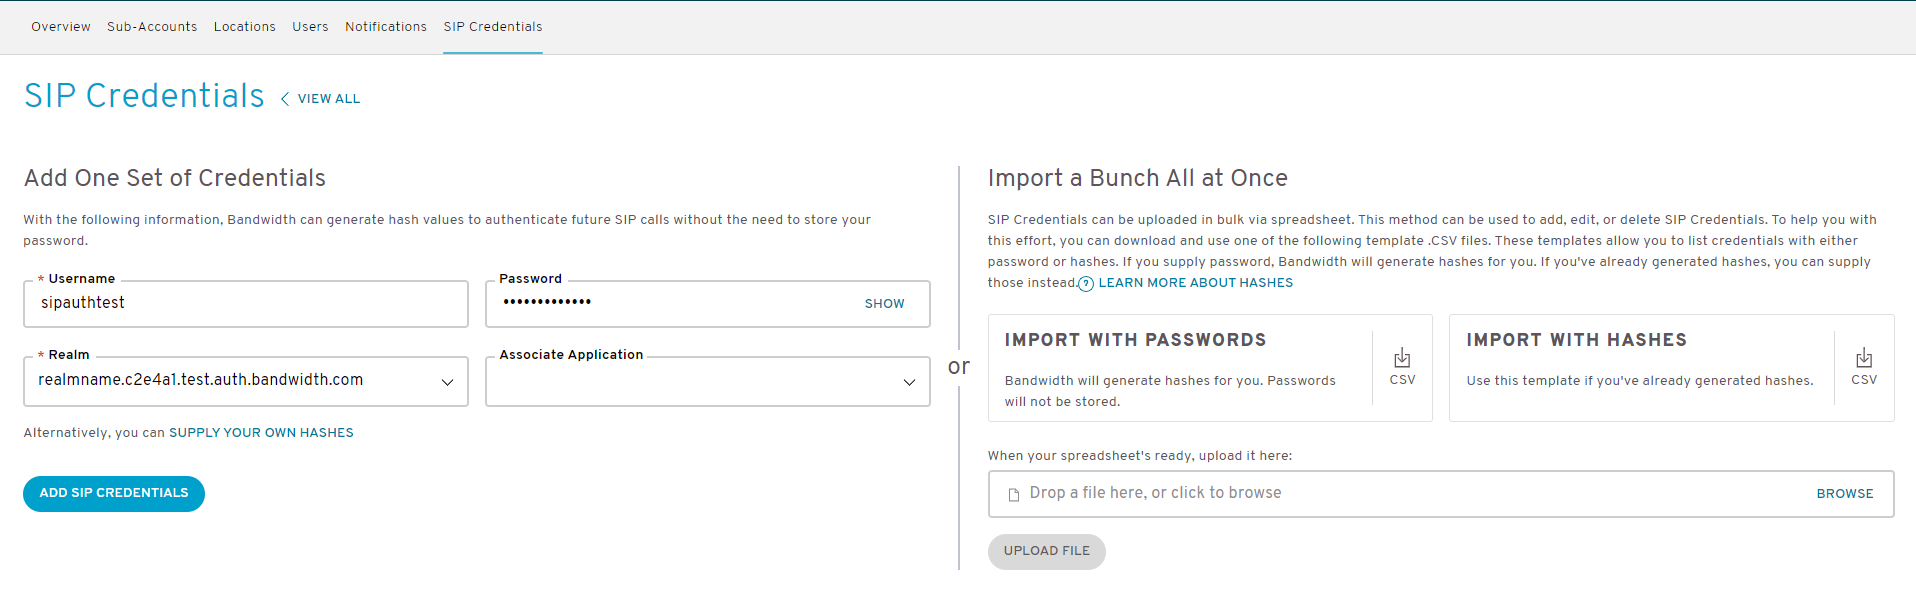 Overview Sub-Accounts Locations Users Notifications SIP Credentials
SIP Credentials < VIEW ALL
Add One Set of Credentials
With the following information, Bandwidth can generate hash values to authenticate future SIP calls without the need to store your
password.
* Username
sipauthtest
Password
•••••••••••••
SHOW
* Realm
realmname.c2e4a1.test.auth.bandwidth.com
Associate Application
Alternatively, you can SUPPLY YOUR OWN HASHES
ADD SIP CREDENTIALS
or
Import a Bunch All at Once
SIP Credentials can be uploaded in bulk via spreadsheet. This method can be used to add, edit, or delete SIP Credentials. To help you with
this effort, you can download and use one of the following template .CSV files. These templates allow you to list credentials with either
password or hashes. If you supply password, Bandwidth will generate hashes for you. If you've already generated hashes, you can supply
those instead. ? LEARN MORE ABOUT HASHES
IMPORT WITH PASSWORDS
Bandwidth will generate hashes for you. Passwords
will not be stored.
CSV
IMPORT WITH HASHES
Use this template if you've already generated hashes.
CSV
When your spreadsheet's ready, upload it here:
Drop a file here, or click to browse
BROWSE
UPLOAD FILE